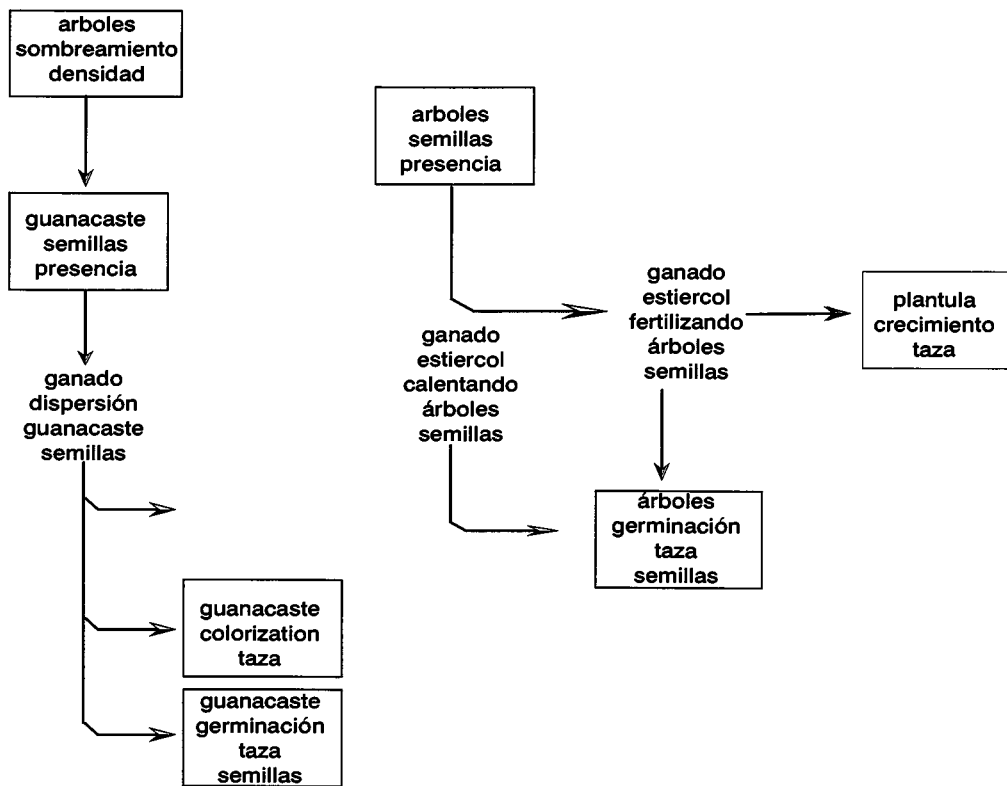 arboles
sombreamiento
densidad
guanacaste
semillas
presencia
ganado
dispersión
guanacaste
semillas
guanacaste
colorization
taza
guanacaste
germinación
taza
semillas
arboles
semillas
presencia
ganado
estiercol
calentando
árboles
semillas
ganado
estiercol
fertilizando
árboles
semillas
plantula
crecimiento
taza
árboles
germinación
taza
semillas